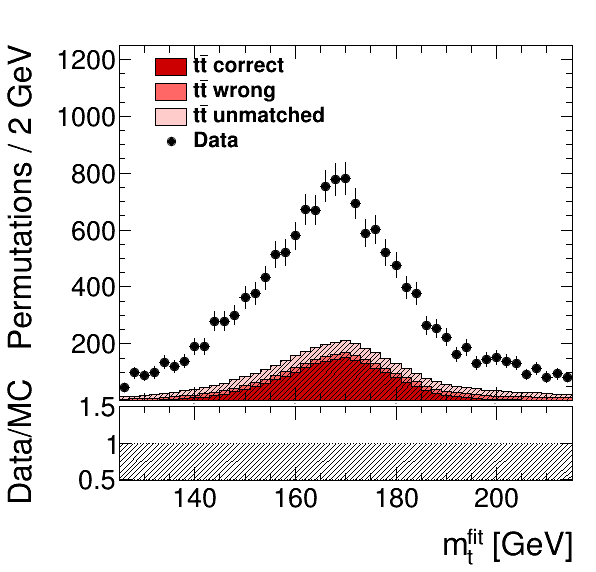 Permutations / 2 GeV
1200
1000
800
600
400
200
tt̄ correct
tt̄ wrong
tt̄ unmatched
Data
Data/MC
1.5
1
0.5
140 160 180 200
m_t^fit [GeV]